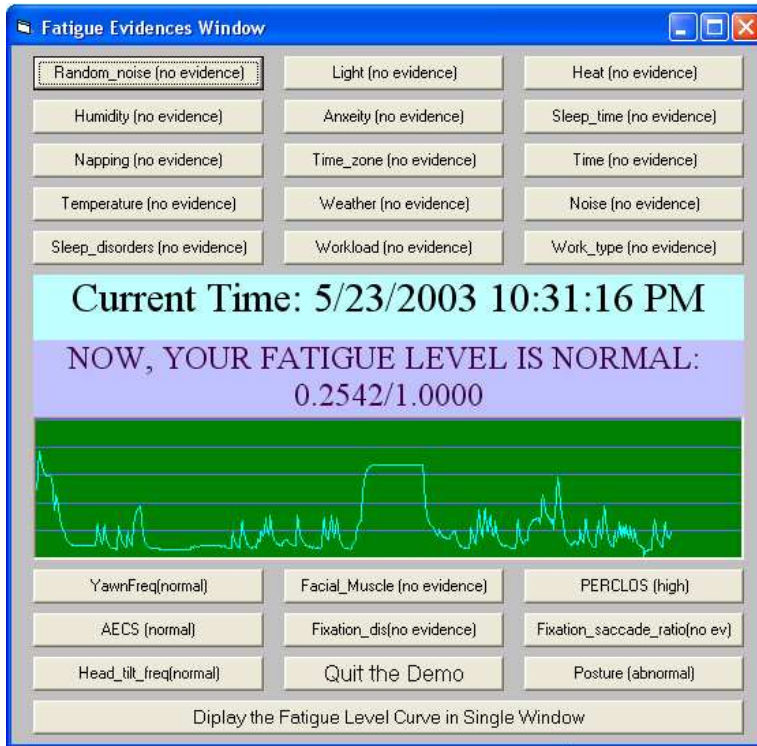 Fatigue Evidences Window
Random_noise (no evidence)
Light (no evidence)
Heat (no evidence)
Humidity (no evidence)
Anxeity (no evidence)
Sleep_time (no evidence)
Napping (no evidence)
Time_zone (no evidence)
Time (no evidence)
Temperature (no evidence)
Weather (no evidence)
Noise (no evidence)
Sleep_disorders (no evidence)
Workload (no evidence)
Work_type (no evidence)
Current Time: 5/23/2003 10:31:16 PM
NOW, YOUR FATIGUE LEVEL IS NORMAL:
0.2542/1.0000
YawnFreq(normal)
Facial_Muscle (no evidence)
PERCLOS (high)
AECS (normal)
Fixation_dis(no evidence)
Fixation_saccade_ratio(no ev)
Head_tilt_freq(normal)
Quit the Demo
Posture (abnormal)
Diplay the Fatigue Level Curve in Single Window